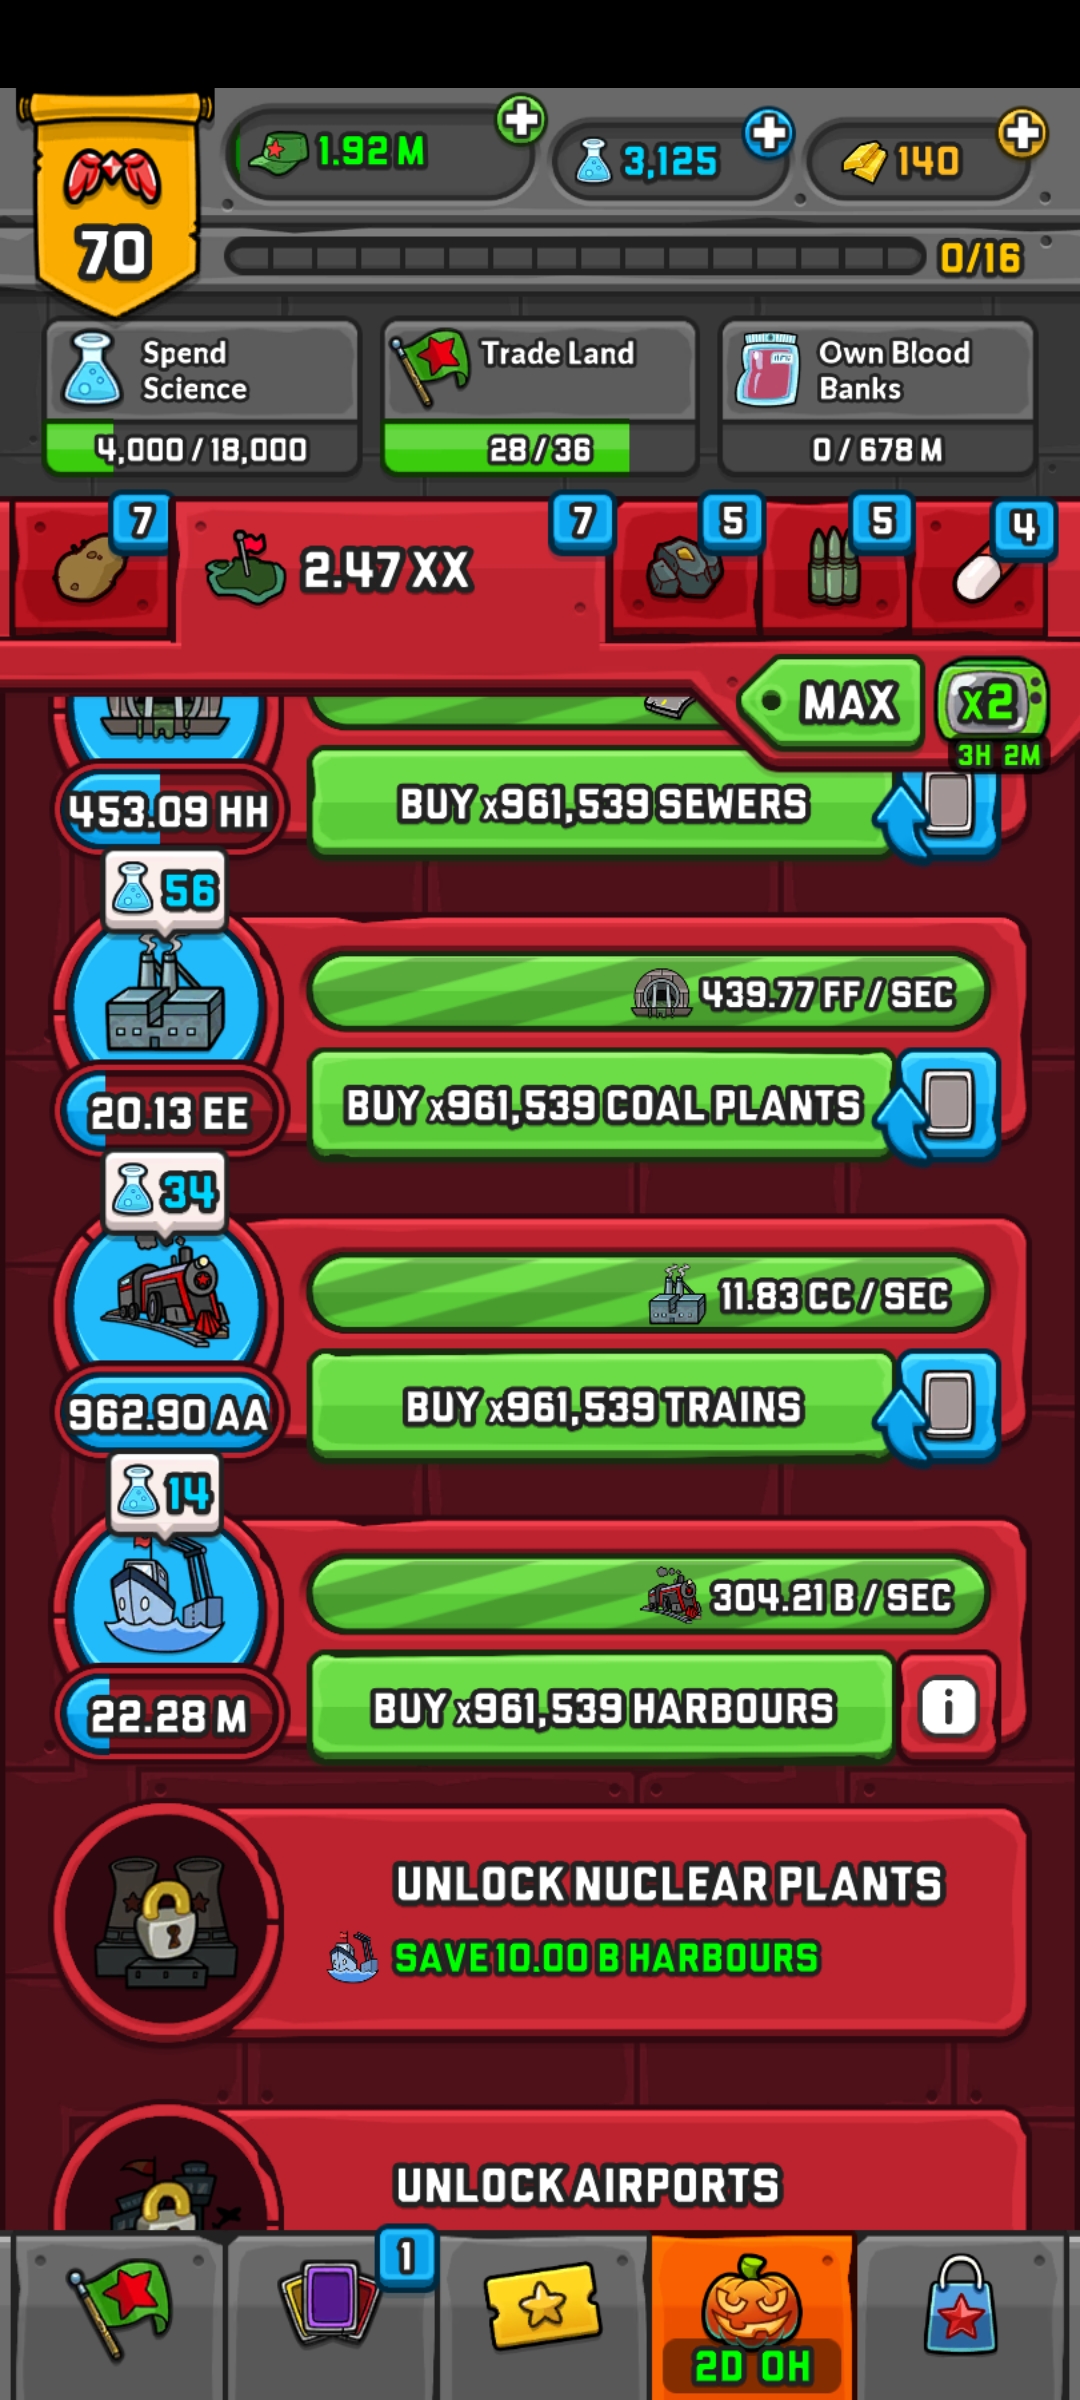 1.92 M
3,125
140
70
0/16
Spend
Science
4,000 / 18,000
Trade Land
28 / 36
Own Blood
Banks
0 / 678 M
7
2.47 XX
7
5
5
4
MAX
x2
3H 2M
453.09 HH
BUY x961,539 SEWERS
56
439.77 FF / SEC
20.13 EE
BUY x961,539 COAL PLANTS
34
11.83 CC / SEC
962.90 AA
BUY x961,539 TRAINS
14
304.21 B / SEC
22.28 M
BUY x961,539 HARBOURS
i
UNLOCK NUCLEAR PLANTS
SAVE 10.00 B HARBOURS
UNLOCK AIRPORTS
1
2D 0H